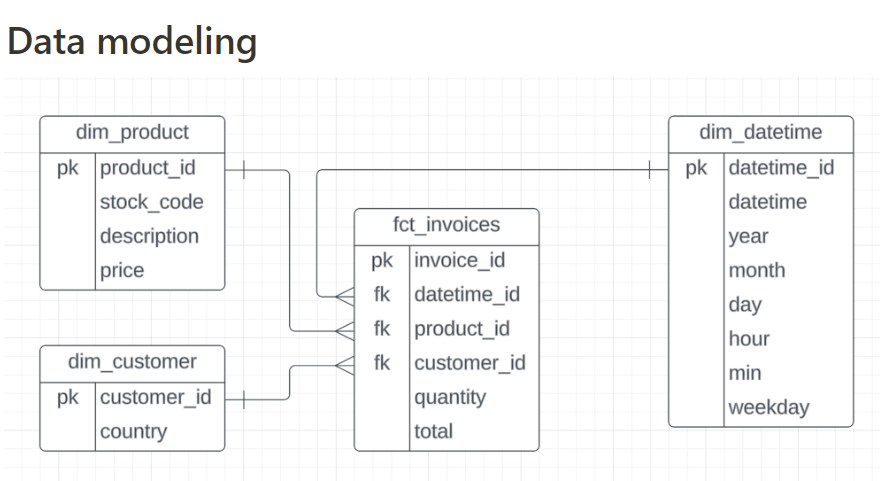 Data modeling
dim_product
pk product_id
stock_code
description
price
dim_customer
pk customer_id
country
fct_invoices
pk invoice_id
fk datetime_id
fk product_id
fk customer_id
quantity
total
dim_datetime
pk datetime_id
datetime
year
month
day
hour
min
weekday